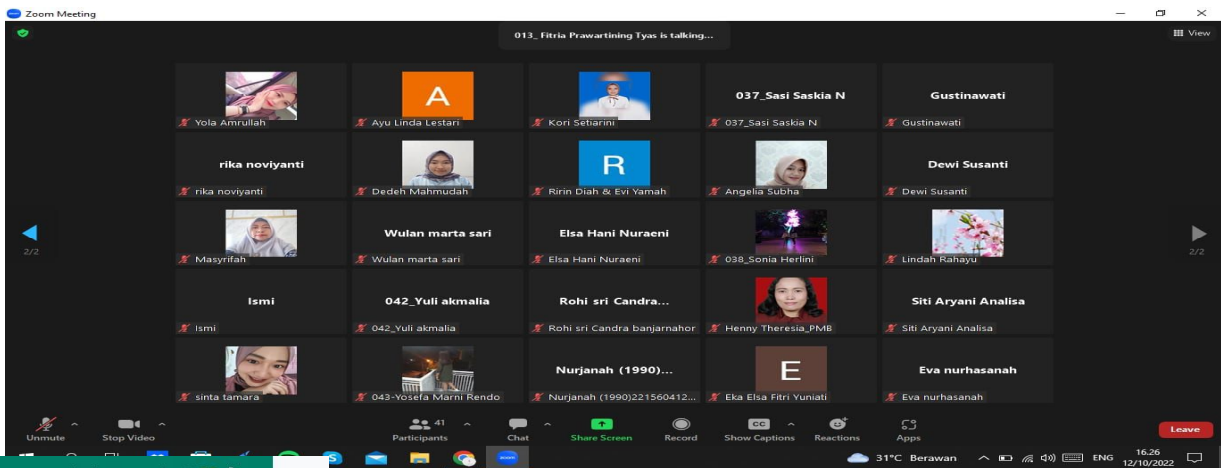 Zoom Meeting
013_ Fitria Prawartining Tyas is talking...
View
A
037_Sasi Saskia N
Gustinawati
Yola Amrullah
Ayu Linda Lestari
Kori Setiarini
037_Sasi Saskia N
Gustinawati
rika noviyanti
R
Dewi Susanti
rika noviyanti
Dedeh Mahmudah
Ririn Diah & Evi Yamah
Angelia Subha
Dewi Susanti
2/2
Wulan marta sari
Elsa Hani Nuraeni
2/2
Masyrifah
Wulan marta sari
Elsa Hani Nuraeni
038_Sonia Herlini
Lindah Rahayu
Ismi
042_Yuli akmalia
Rohi sri Candra...
Siti Aryani Analisa
Ismi
042_Yuli akmalia
Rohi sri Candra banjarnahor
Henny Theresia_PMB
Siti Aryani Analisa
Nurjanah (1990)...
E
Eva nurhasanah
sinta tamara
043-Yosefa Marni Rendo
Nurjanah (1990)221560412...
Eka Elsa Fitri Yuniati
Eva nurhasanah
Unmute
Stop Video
41
Participants
Chat
Share Screen
Record
CC
Show Captions
Reactions
Apps
Leave
S
zoom
31°C Berawan
ENG
16.26
12/10/2022